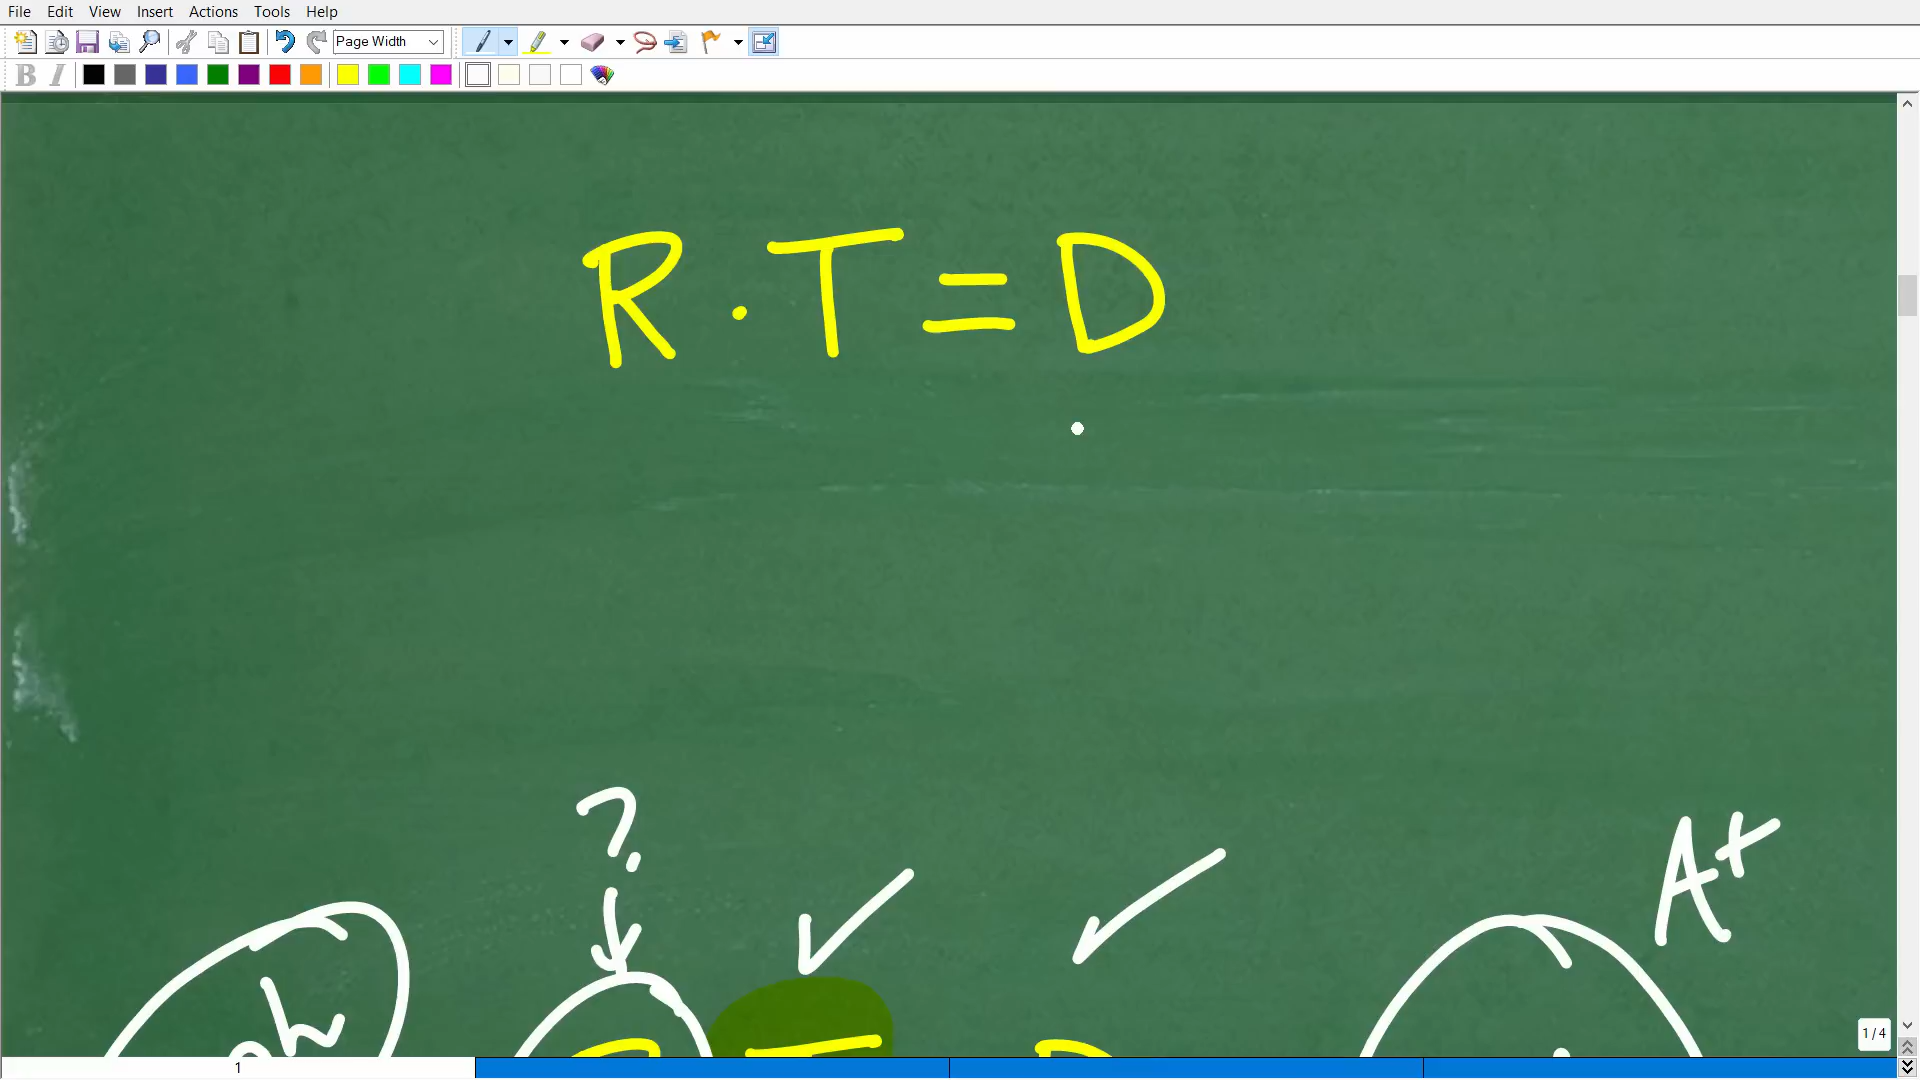 File Edit View Insert Actions Tools Help
Page Width
B I
R · T = D
?
A+
1 / 4
1